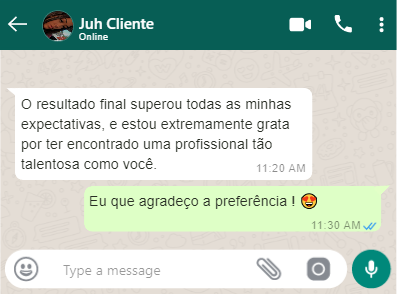 Juh Cliente
Online
O resultado final superou todas as minhas
expectativas, e estou extremamente grata
por ter encontrado uma profissional tão
talentosa como você.
11:20 AM
Eu que agradeço a preferência ! 😍
11:30 AM
Type a message